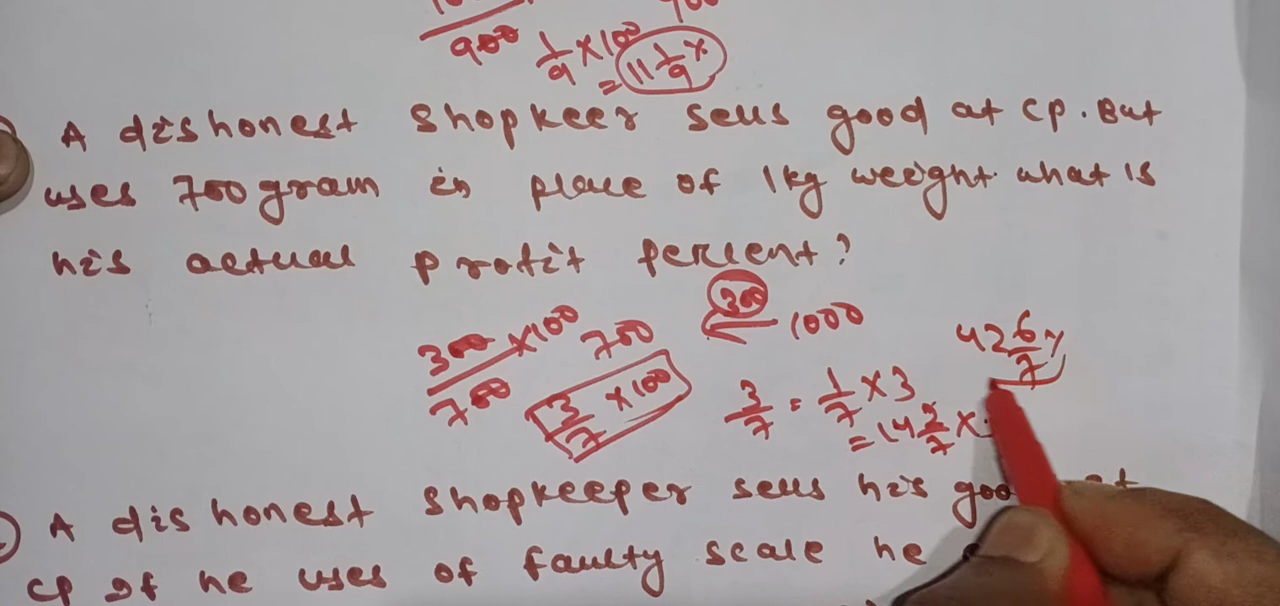 900 1/9 x 100
= 11 1/9 %
A dishonest shopkeer sells good at CP. But
uses 700 gram in place of 1kg weight. what is
his actual profit percent?
300/700 x 100 700 300 1000
3/7 x 100 3/7 = 1/7 x 3 42 6/7 %
= 14 2/7 x
A dishonest shopkeeper sells his
CP If he uses of faulty scale he